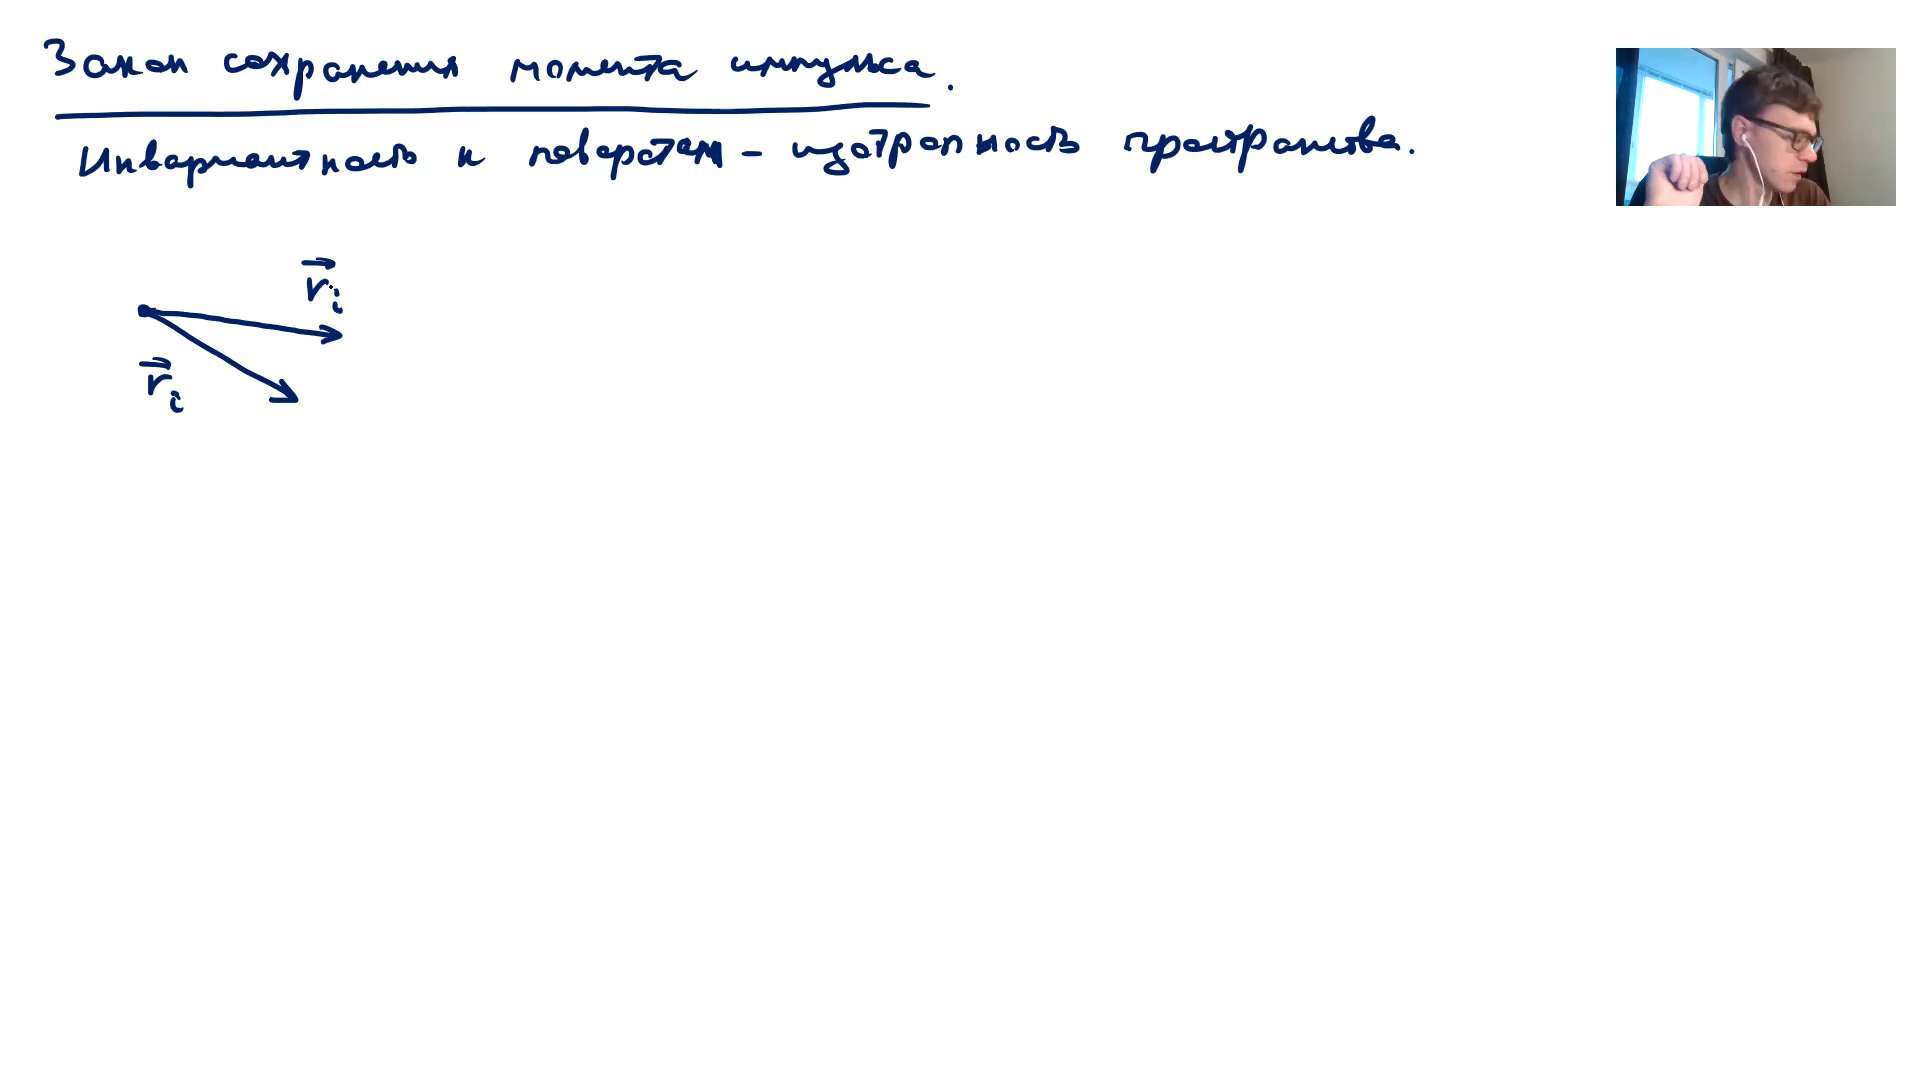 Закон сохранения момента импульса.
Инвариантность к поворотам - изотропность пространства.
r⃗ᵢ
r⃗ᵢ